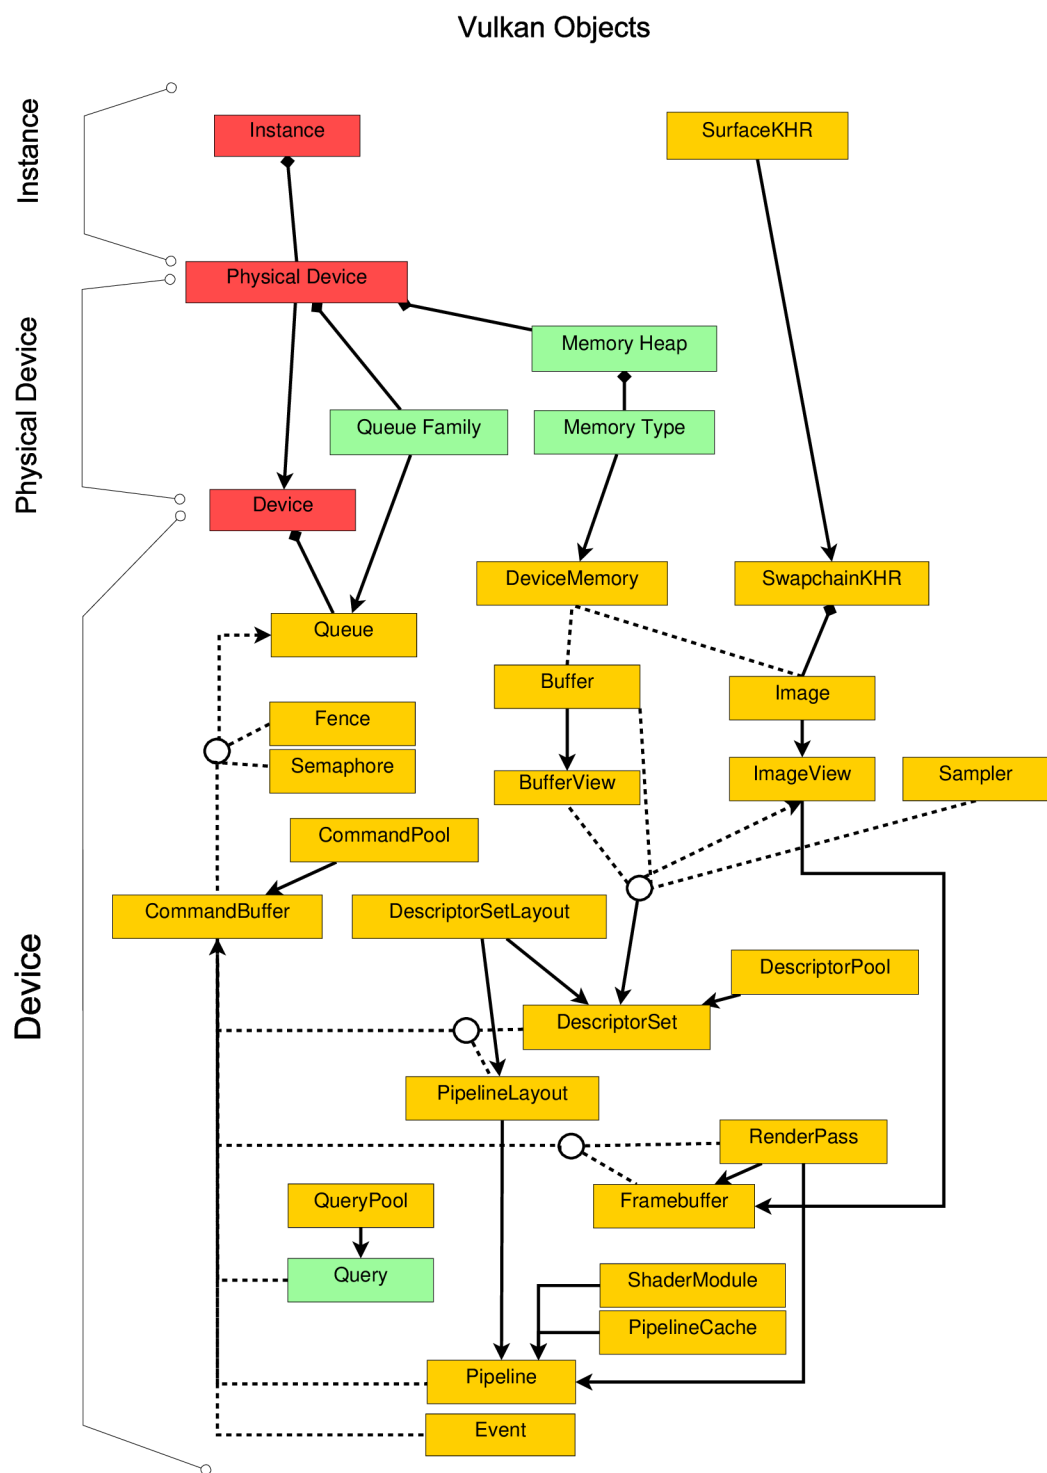 Vulkan Objects
Instance
Instance
SurfaceKHR
Physical Device
Physical Device
Memory Heap
Queue Family
Memory Type
Device
DeviceMemory
SwapchainKHR
Queue
Buffer
Image
Fence
Semaphore
BufferView
ImageView
Sampler
CommandPool
CommandBuffer
DescriptorSetLayout
Device
DescriptorPool
DescriptorSet
PipelineLayout
RenderPass
QueryPool
Framebuffer
Query
ShaderModule
PipelineCache
Pipeline
Event